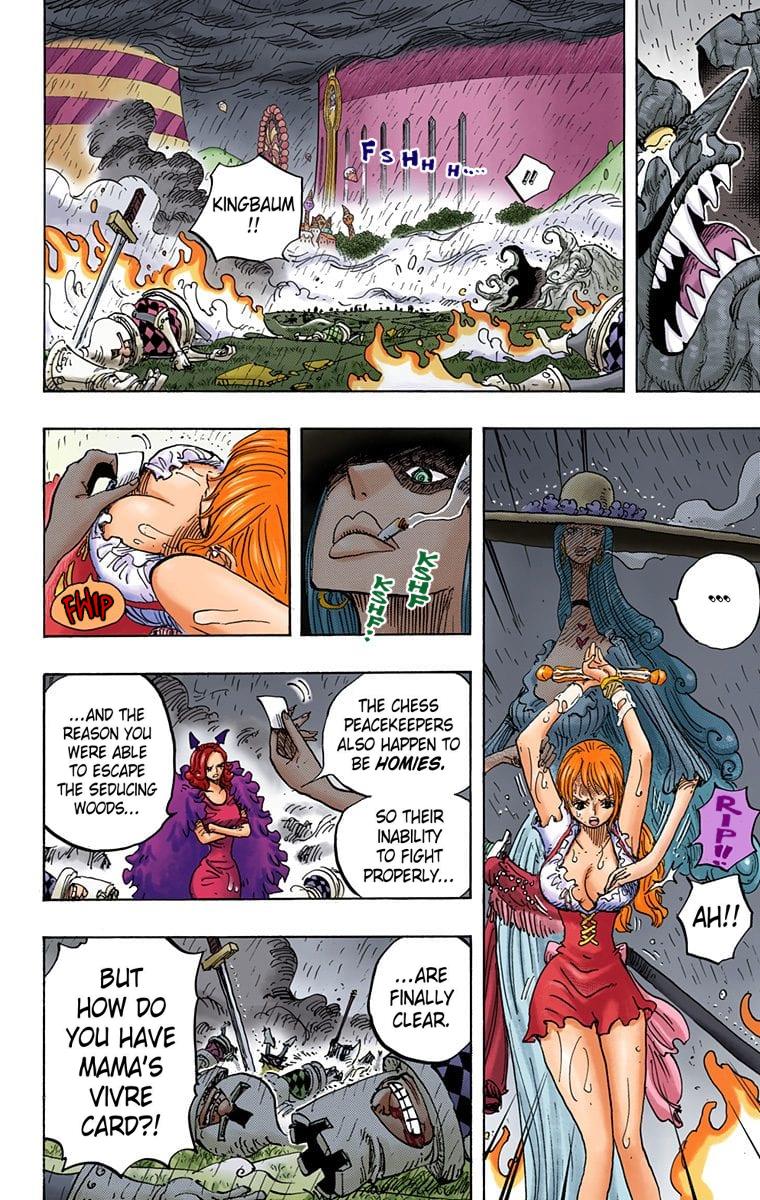 !!
FSHHH....
KINGBAUM
!!
...
RIP!!
AH!!
FWIP
THE CHESS
PEACEKEEPERS
ALSO HAPPEN TO
BE HOMIES.
SO THEIR
INABILITY
TO FIGHT
PROPERLY...
...AND THE
REASON YOU
WERE ABLE
TO ESCAPE
THE SEDUCING
WOODS...
...ARE
FINALLY
CLEAR.
BUT
HOW DO
YOU HAVE
MAMA'S
VIVRE
CARD?!